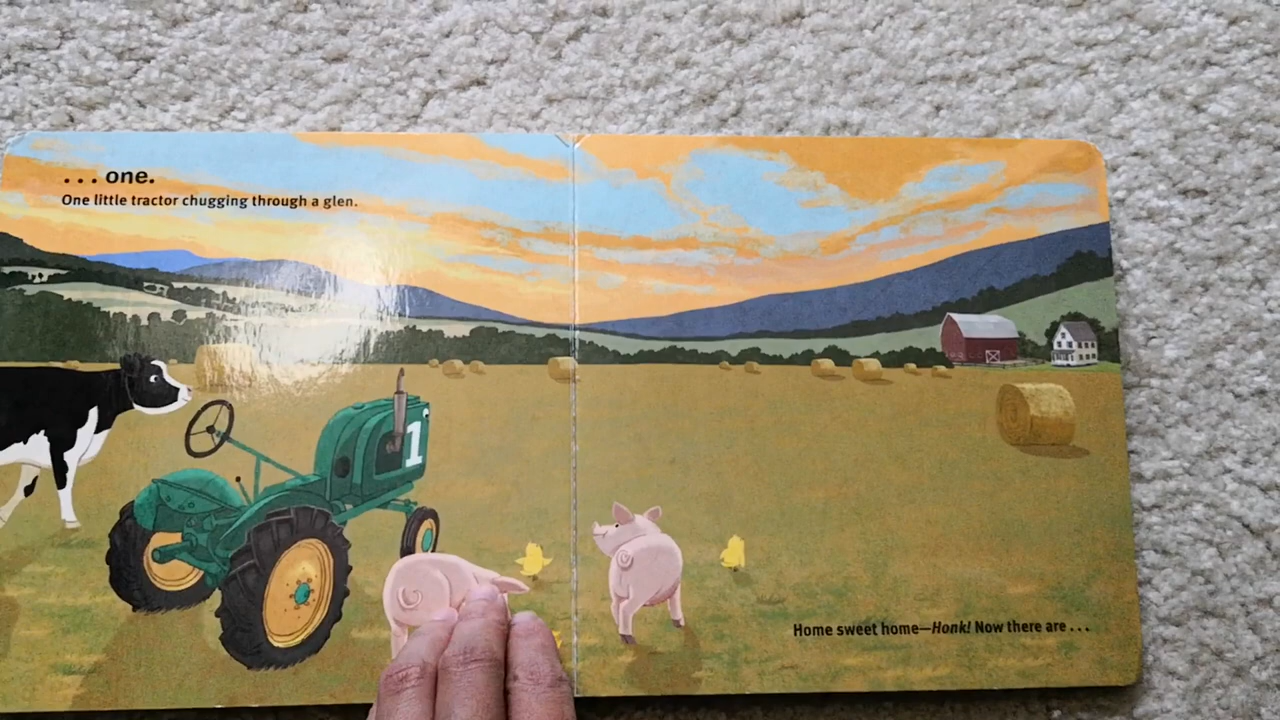 ... one.
One little tractor chugging through a glen.
1
Home sweet home—Honk! Now there are ...